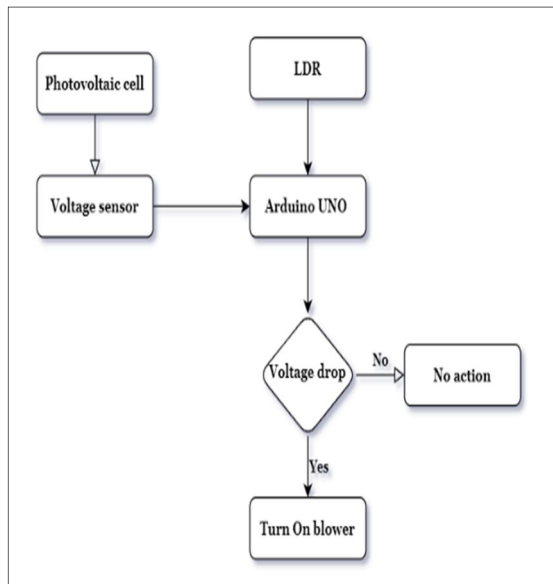 LDR
Photovoltaic cell
Voltage sensor
Arduino UNO
Voltage drop
No
No action
Yes
Turn On blower